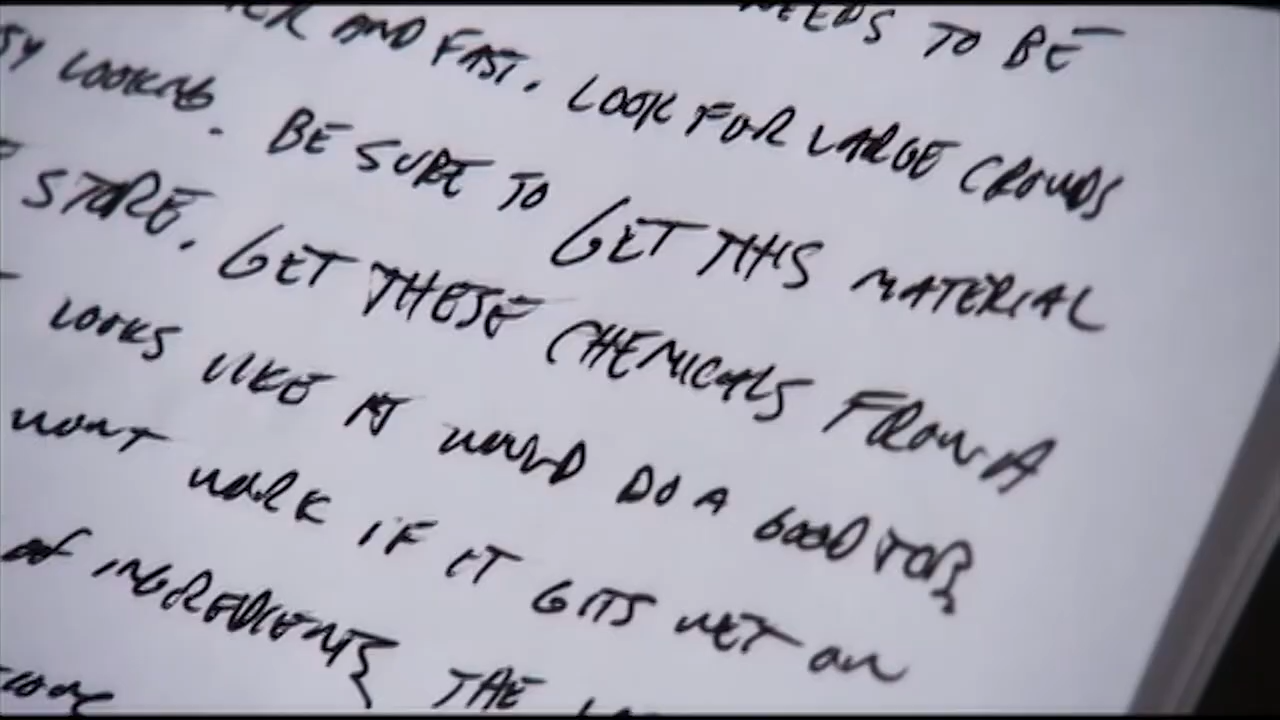 NEEDS TO BE
AND FAST. LOOK FOR LARGE CROWDS
LOOKING. BE SURE TO GET THIS MATERIAL
STORE. GET THESE CHEMICALS FROM A
LOOKS LIKE IT WOULD DO A GOOD JOB
WONT WORK IF IT GETS WET OR
OF INGREDIENTS THE